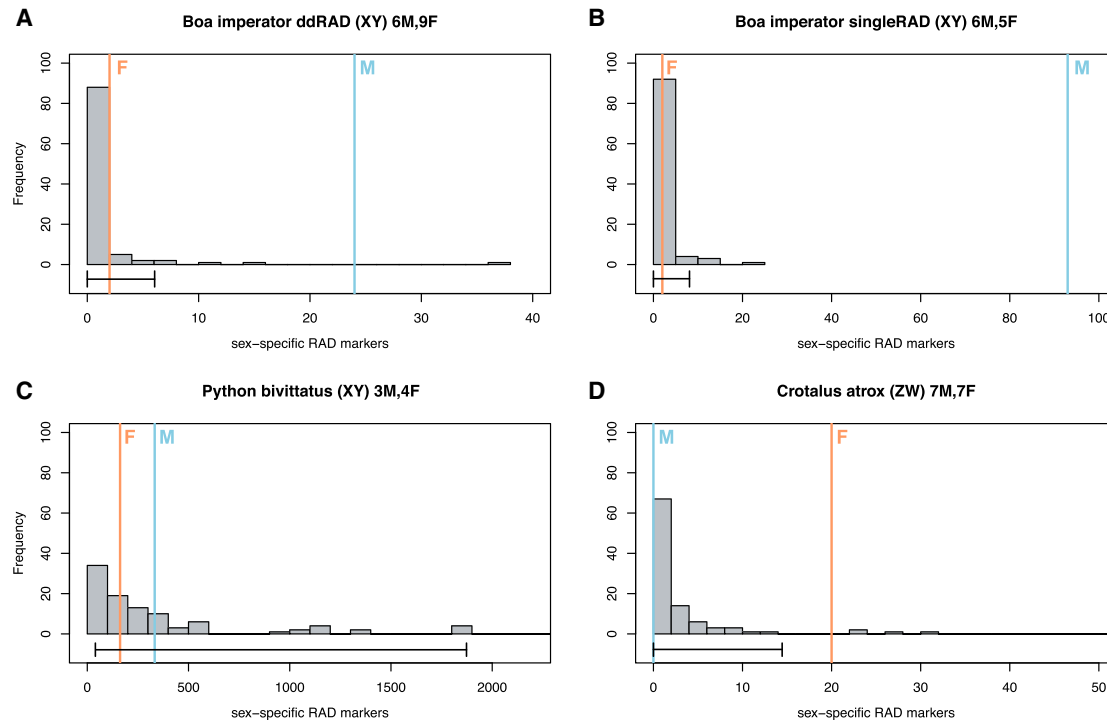 A
Boa imperator ddRAD (XY) 6M,9F
F
M
Frequency
0
20
40
60
80
100
0
10
20
30
40
sex−specific RAD markers
B
Boa imperator singleRAD (XY) 6M,5F
F
M
0
20
40
60
80
100
0
20
40
60
80
100
sex−specific RAD markers
C
Python bivittatus (XY) 3M,4F
F
M
Frequency
0
20
40
60
80
100
0
500
1000
1500
2000
sex−specific RAD markers
D
Crotalus atrox (ZW) 7M,7F
M
F
0
20
40
60
80
100
0
10
20
30
40
50
sex−specific RAD markers